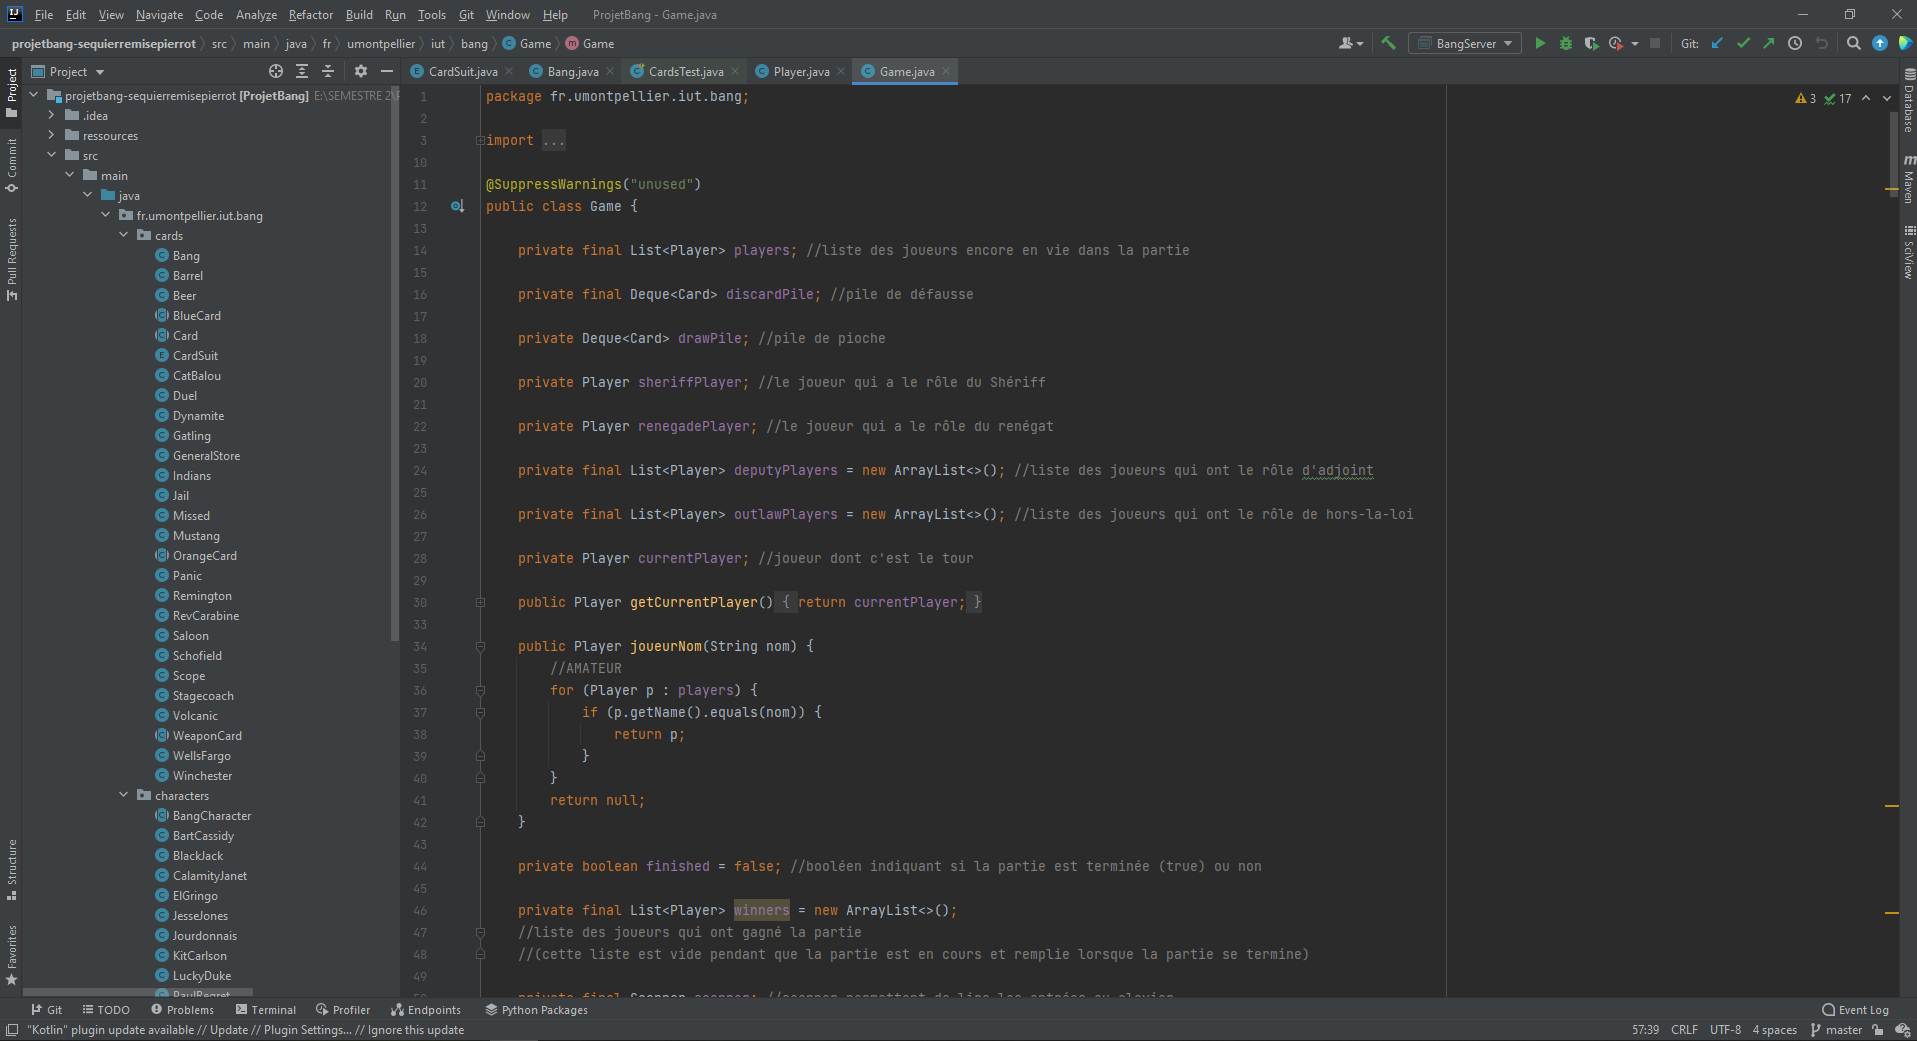 File Edit View Navigate Code Analyze Refactor Build Run Tools Git Window Help ProjetBang - Game.java
projetbang-sequierremisepierrot src main java fr umontpellier iut bang Game Game BangServer Git:
Project CardSuit.java Bang.java CardsTest.java Player.java Game.java
projetbang-sequierremisepierrot [ProjetBang] E:\SEMESTRE 2\
.idea
ressources
src
main
java
fr.umontpellier.iut.bang
cards
Bang
Barrel
Beer
BlueCard
Card
CardSuit
CatBalou
Duel
Dynamite
Gatling
GeneralStore
Indians
Jail
Missed
Mustang
OrangeCard
Panic
Remington
RevCarabine
Saloon
Schofield
Scope
Stagecoach
Volcanic
WeaponCard
WellsFargo
Winchester
characters
BangCharacter
BartCassidy
BlackJack
CalamityJanet
ElGringo
JesseJones
Jourdonnais
KitCarlson
LuckyDuke
PaulRegret
Project
Commit
Pull Requests
Structure
Favorites
1 package fr.umontpellier.iut.bang;
2
3 import ...
10
11 @SuppressWarnings("unused")
12 public class Game {
13
14 private final List<Player> players; //liste des joueurs encore en vie dans la partie
15
16 private final Deque<Card> discardPile; //pile de défausse
17
18 private Deque<Card> drawPile; //pile de pioche
19
20 private Player sheriffPlayer; //le joueur qui a le rôle du Shériff
21
22 private Player renegadePlayer; //le joueur qui a le rôle du renégat
23
24 private final List<Player> deputyPlayers = new ArrayList<>(); //liste des joueurs qui ont le rôle d'adjoint
25
26 private final List<Player> outlawPlayers = new ArrayList<>(); //liste des joueurs qui ont le rôle de hors-la-loi
27
28 private Player currentPlayer; //joueur dont c'est le tour
29
30 public Player getCurrentPlayer() { return currentPlayer; }
33
34 public Player joueurNom(String nom) {
35 //AMATEUR
36 for (Player p : players) {
37 if (p.getName().equals(nom)) {
38 return p;
39 }
40 }
41 return null;
42 }
43
44 private boolean finished = false; //booléen indiquant si la partie est terminée (true) ou non
45
46 private final List<Player> winners = new ArrayList<>();
47 //liste des joueurs qui ont gagné la partie
48 //(cette liste est vide pendant que la partie est en cours et remplie lorsque la partie se termine)
49
3 17
Database
Maven
SciView
Git TODO Problems Terminal Profiler Endpoints Python Packages Event Log
"Kotlin" plugin update available // Update // Plugin Settings... // Ignore this update 57:39 CRLF UTF-8 4 spaces master